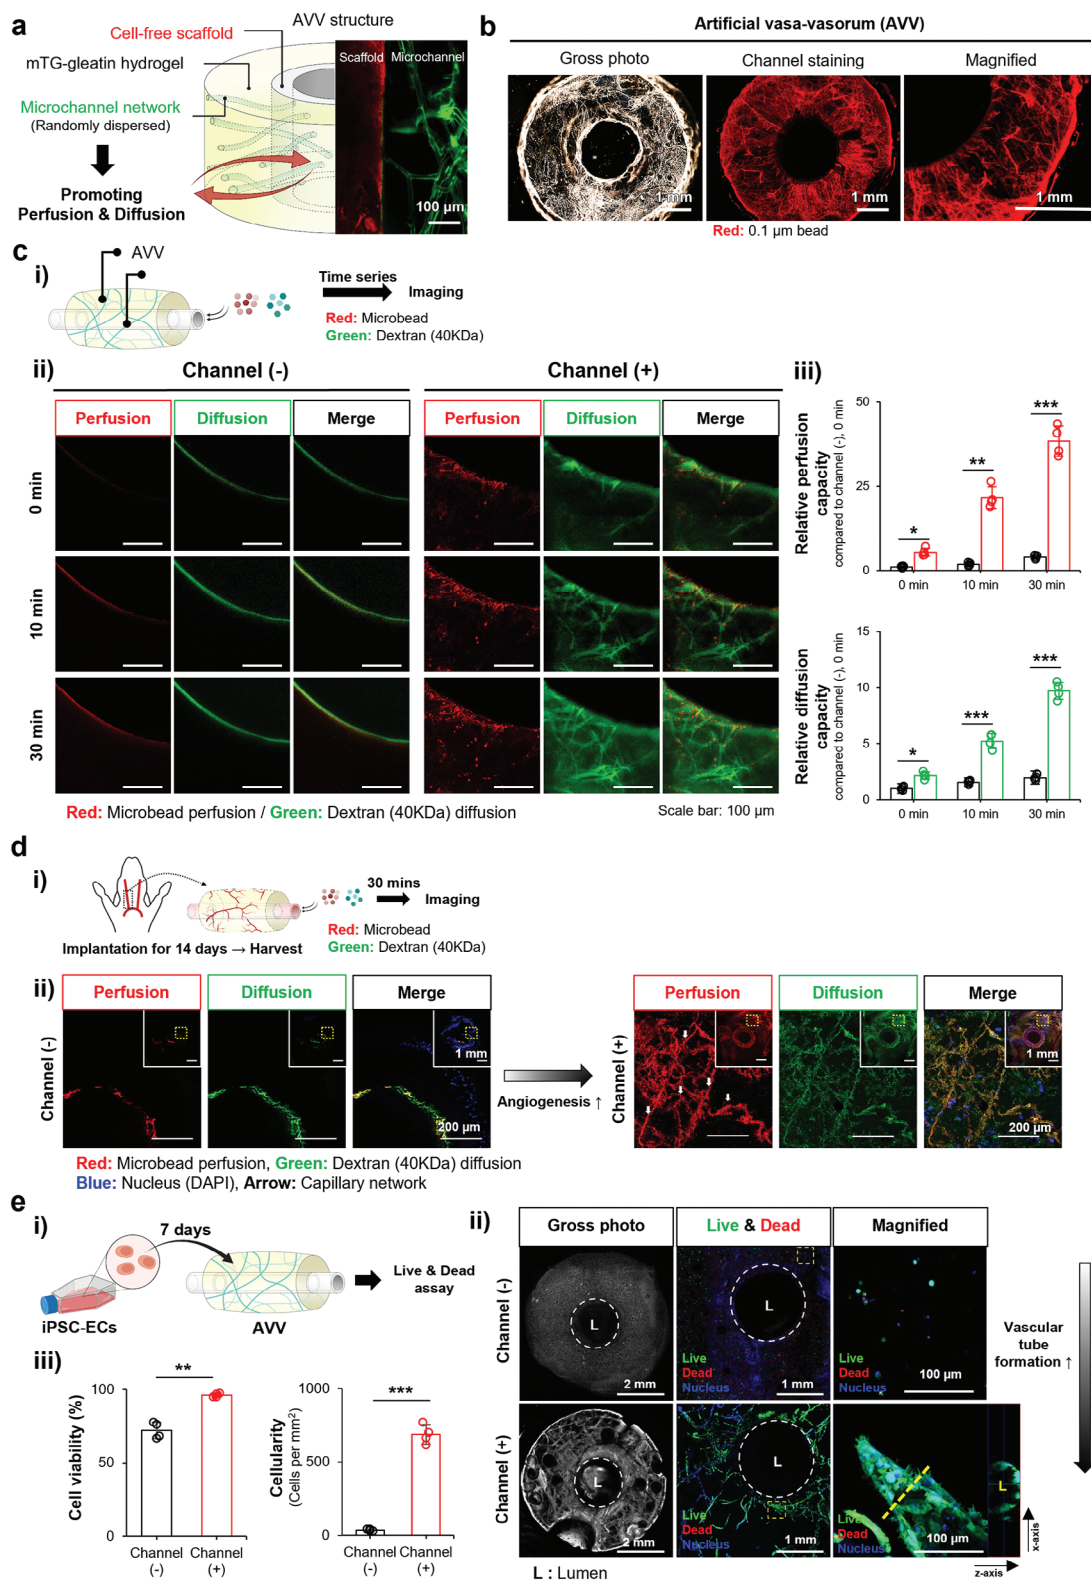 a
AVV structure
Cell-free scaffold
mTG-gleatin hydrogel
Microchannel network
(Randomly dispersed)
Promoting
Perfusion & Diffusion
Scaffold
Microchannel
100 µm
b
Artificial vasa-vasorum (AVV)
Gross photo
Channel staining
Magnified
1 mm
1 mm
1 mm
Red: 0.1 µm bead
c
i)
AVV
Time series
Imaging
Red: Microbead
Green: Dextran (40KDa)
ii)
Channel (-)
Channel (+)
Perfusion
Diffusion
Merge
Perfusion
Diffusion
Merge
0 min
10 min
30 min
Red: Microbead perfusion / Green: Dextran (40KDa) diffusion
Scale bar: 100 µm
iii)
Relative perfusion
capacity
compared to channel (-), 0 min
50
25
0
*
**
***
0 min
10 min
30 min
Relative diffusion
capacity
compared to channel (-), 0 min
15
10
5
0
*
***
***
0 min
10 min
30 min
d
i)
30 mins
Imaging
Implantation for 14 days → Harvest
Red: Microbead
Green: Dextran (40KDa)
ii)
Perfusion
Diffusion
Merge
Channel (-)
1 mm
200 µm
Angiogenesis ↑
Perfusion
Diffusion
Merge
Channel (+)
1 mm
200 µm
Red: Microbead perfusion, Green: Dextran (40KDa) diffusion
Blue: Nucleus (DAPI), Arrow: Capillary network
e
i)
7 days
iPSC-ECs
AVV
Live & Dead
assay
ii)
Gross photo
Live & Dead
Magnified
Channel (-)
L
2 mm
L
Live
Dead
Nucleus
1 mm
Live
Dead
Nucleus
100 µm
Channel (+)
L
2 mm
L
Live
Dead
Nucleus
1 mm
Live
Dead
Nucleus
100 µm
L
x-axis
z-axis
Vascular
tube
formation ↑
L : Lumen
iii)
Cell viability (%)
100
50
0
**
Channel
(-)
Channel
(+)
Cellularity
(Cells per mm²)
1000
500
0
***
Channel
(-)
Channel
(+)